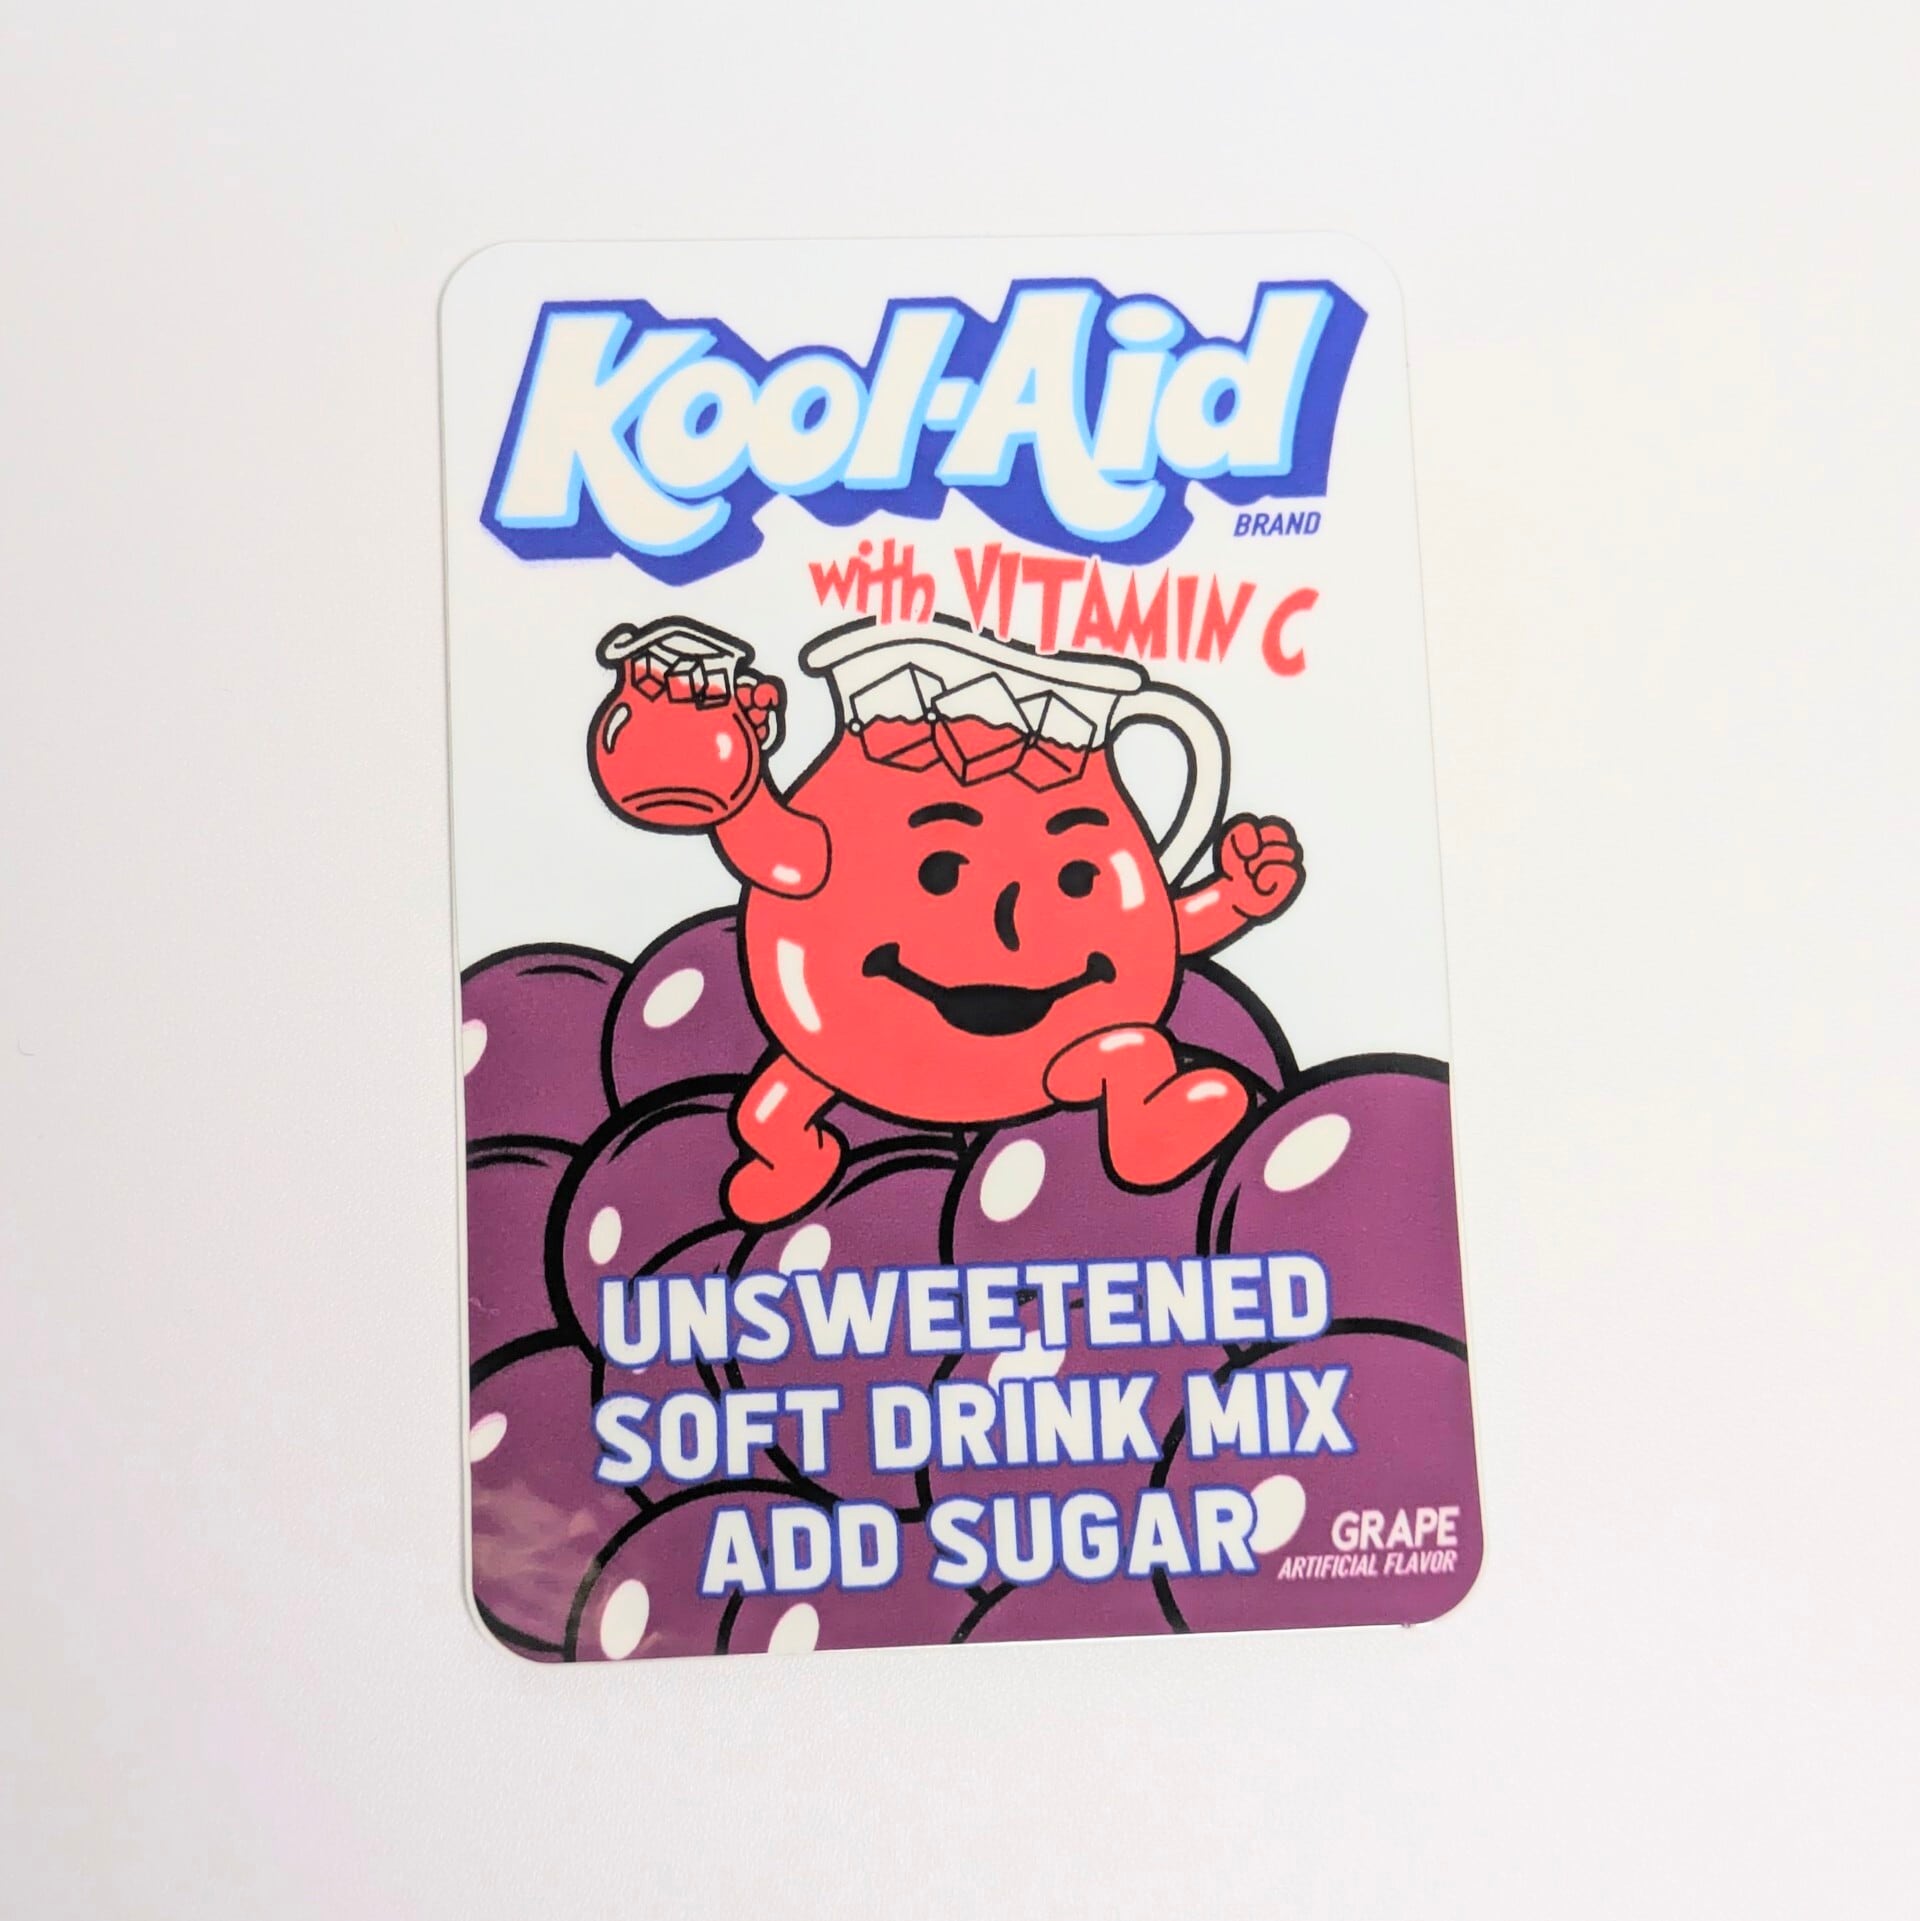 Kool-Aid
BRAND
with VITAMIN C
UNSWEETENED
SOFT DRINK MIX
ADD SUGAR
GRAPE
ARTIFICIAL FLAVOR